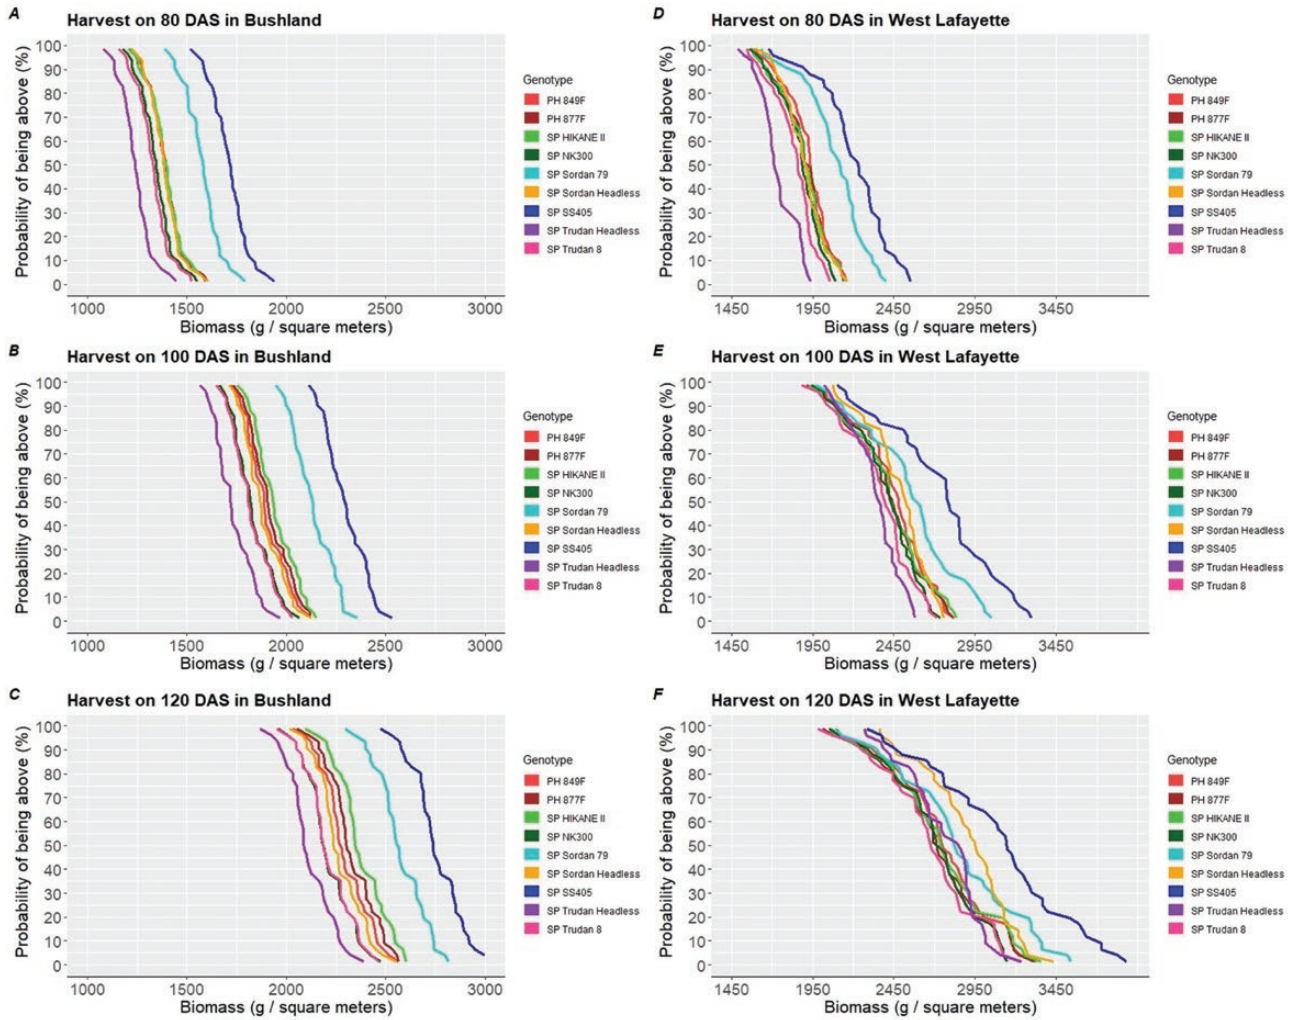 A
Harvest on 80 DAS in Bushland
Probability of being above (%)
100
90
80
70
60
50
40
30
20
10
0
1000
1500
2000
2500
3000
Biomass (g / square meters)
Genotype
PH 849F
PH 877F
SP HIKANE II
SP NK300
SP Sordan 79
SP Sordan Headless
SP SS405
SP Trudan Headless
SP Trudan 8
D
Harvest on 80 DAS in West Lafayette
Probability of being above (%)
100
90
80
70
60
50
40
30
20
10
0
1450
1950
2450
2950
3450
Biomass (g / square meters)
Genotype
PH 849F
PH 877F
SP HIKANE II
SP NK300
SP Sordan 79
SP Sordan Headless
SP SS405
SP Trudan Headless
SP Trudan 8
B
Harvest on 100 DAS in Bushland
Probability of being above (%)
100
90
80
70
60
50
40
30
20
10
0
1000
1500
2000
2500
3000
Biomass (g / square meters)
Genotype
PH 849F
PH 877F
SP HIKANE II
SP NK300
SP Sordan 79
SP Sordan Headless
SP SS405
SP Trudan Headless
SP Trudan 8
E
Harvest on 100 DAS in West Lafayette
Probability of being above (%)
100
90
80
70
60
50
40
30
20
10
0
1450
1950
2450
2950
3450
Biomass (g / square meters)
Genotype
PH 849F
PH 877F
SP HIKANE II
SP NK300
SP Sordan 79
SP Sordan Headless
SP SS405
SP Trudan Headless
SP Trudan 8
C
Harvest on 120 DAS in Bushland
Probability of being above (%)
100
90
80
70
60
50
40
30
20
10
0
1000
1500
2000
2500
3000
Biomass (g / square meters)
Genotype
PH 849F
PH 877F
SP HIKANE II
SP NK300
SP Sordan 79
SP Sordan Headless
SP SS405
SP Trudan Headless
SP Trudan 8
F
Harvest on 120 DAS in West Lafayette
Probability of being above (%)
100
90
80
70
60
50
40
30
20
10
0
1450
1950
2450
2950
3450
Biomass (g / square meters)
Genotype
PH 849F
PH 877F
SP HIKANE II
SP NK300
SP Sordan 79
SP Sordan Headless
SP SS405
SP Trudan Headless
SP Trudan 8